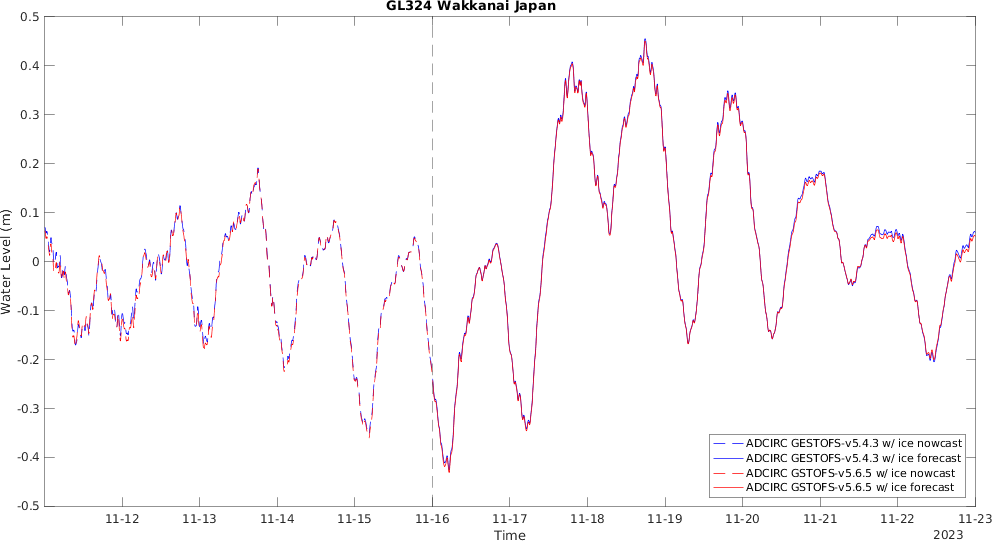 GL324 Wakkanai Japan
0.5
0.4
0.3
0.2
0.1
0
-0.1
-0.2
-0.3
-0.4
-0.5
Water Level (m)
ADCIRC GESTOFS-v5.4.3 w/ ice nowcast
ADCIRC GESTOFS-v5.4.3 w/ ice forecast
ADCIRC GSTOFS-v5.6.5 w/ ice nowcast
ADCIRC GSTOFS-v5.6.5 w/ ice forecast
11-12 11-13 11-14 11-15 11-16 11-17 11-18 11-19 11-20 11-21 11-22 11-23
Time
2023